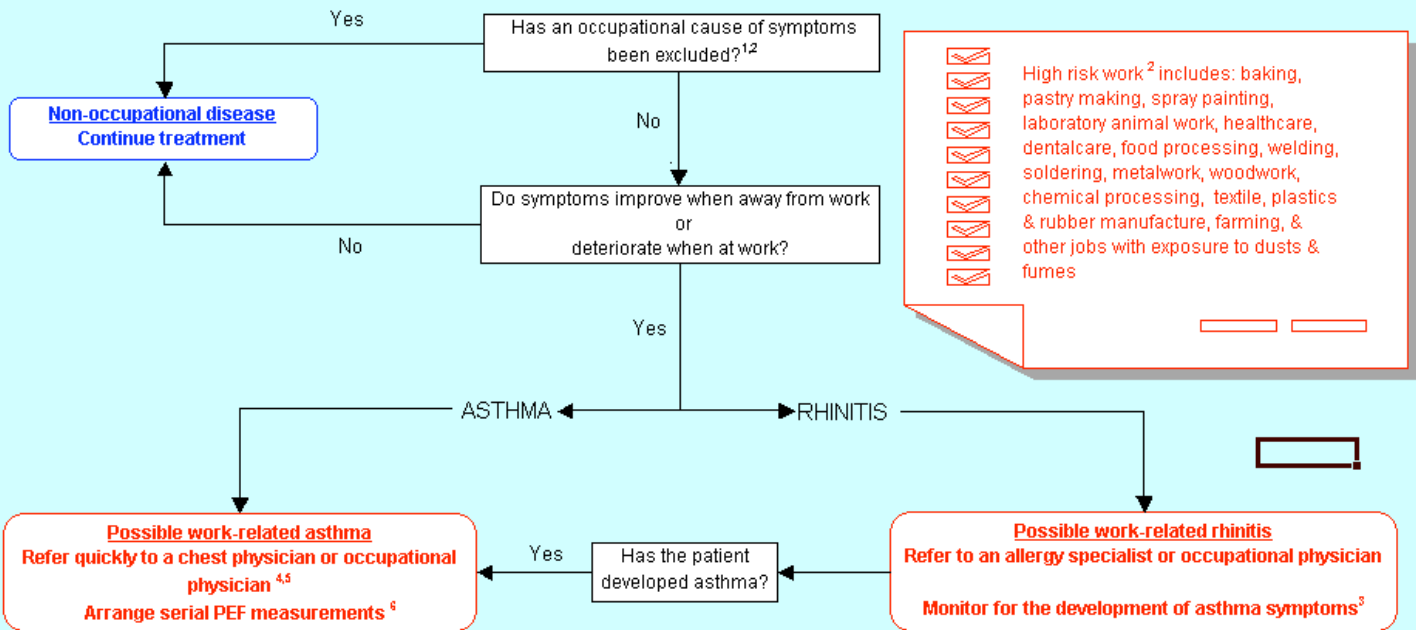 Yes
Has an occupational cause of symptoms
been excluded?1,2
High risk work 2 includes: baking,
pastry making, spray painting,
laboratory animal work, healthcare,
dentalcare, food processing, welding,
soldering, metalwork, woodwork,
chemical processing, textile, plastics
& rubber manufacture, farming, &
other jobs with exposure to dusts &
fumes
Non-occupational disease
Continue treatment
No
Do symptoms improve when away from work
or
deteriorate when at work?
No
Yes
ASTHMA
RHINITIS
Possible work-related asthma
Refer quickly to a chest physician or occupational
physician 4,5
Arrange serial PEF measurements 6
Yes
Has the patient
developed asthma?
Possible work-related rhinitis
Refer to an allergy specialist or occupational physician
Monitor for the development of asthma symptoms3